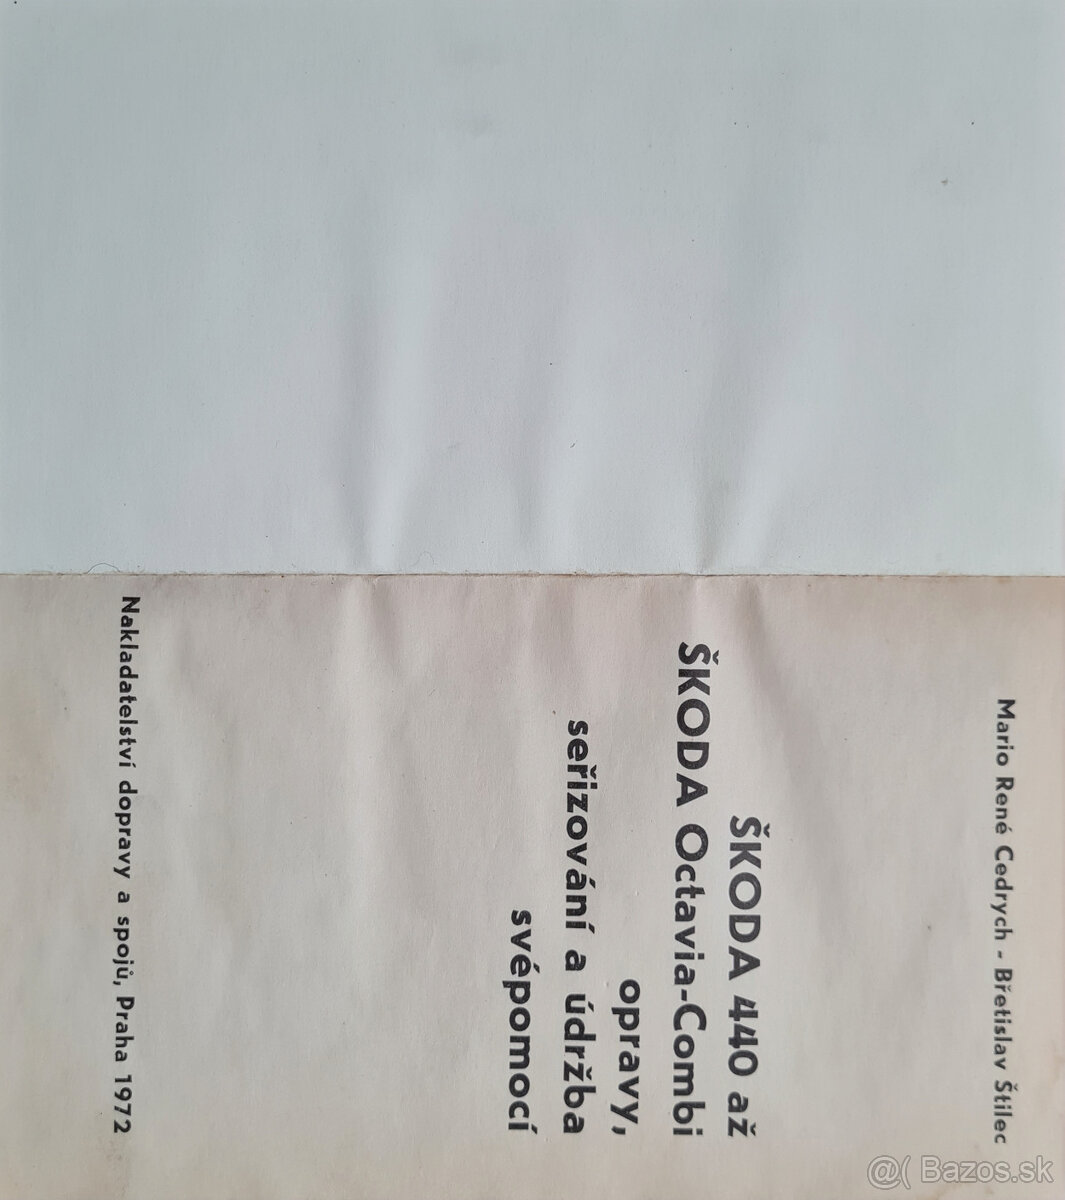 Mario René Cedrych - Břetislav Štilec
ŠKODA 440 až
ŠKODA Octavia-Combi
opravy,
seřizování a údržba
svépomocí
Nakladatelství dopravy a spojů, Praha 1972
@( Bazos.sk